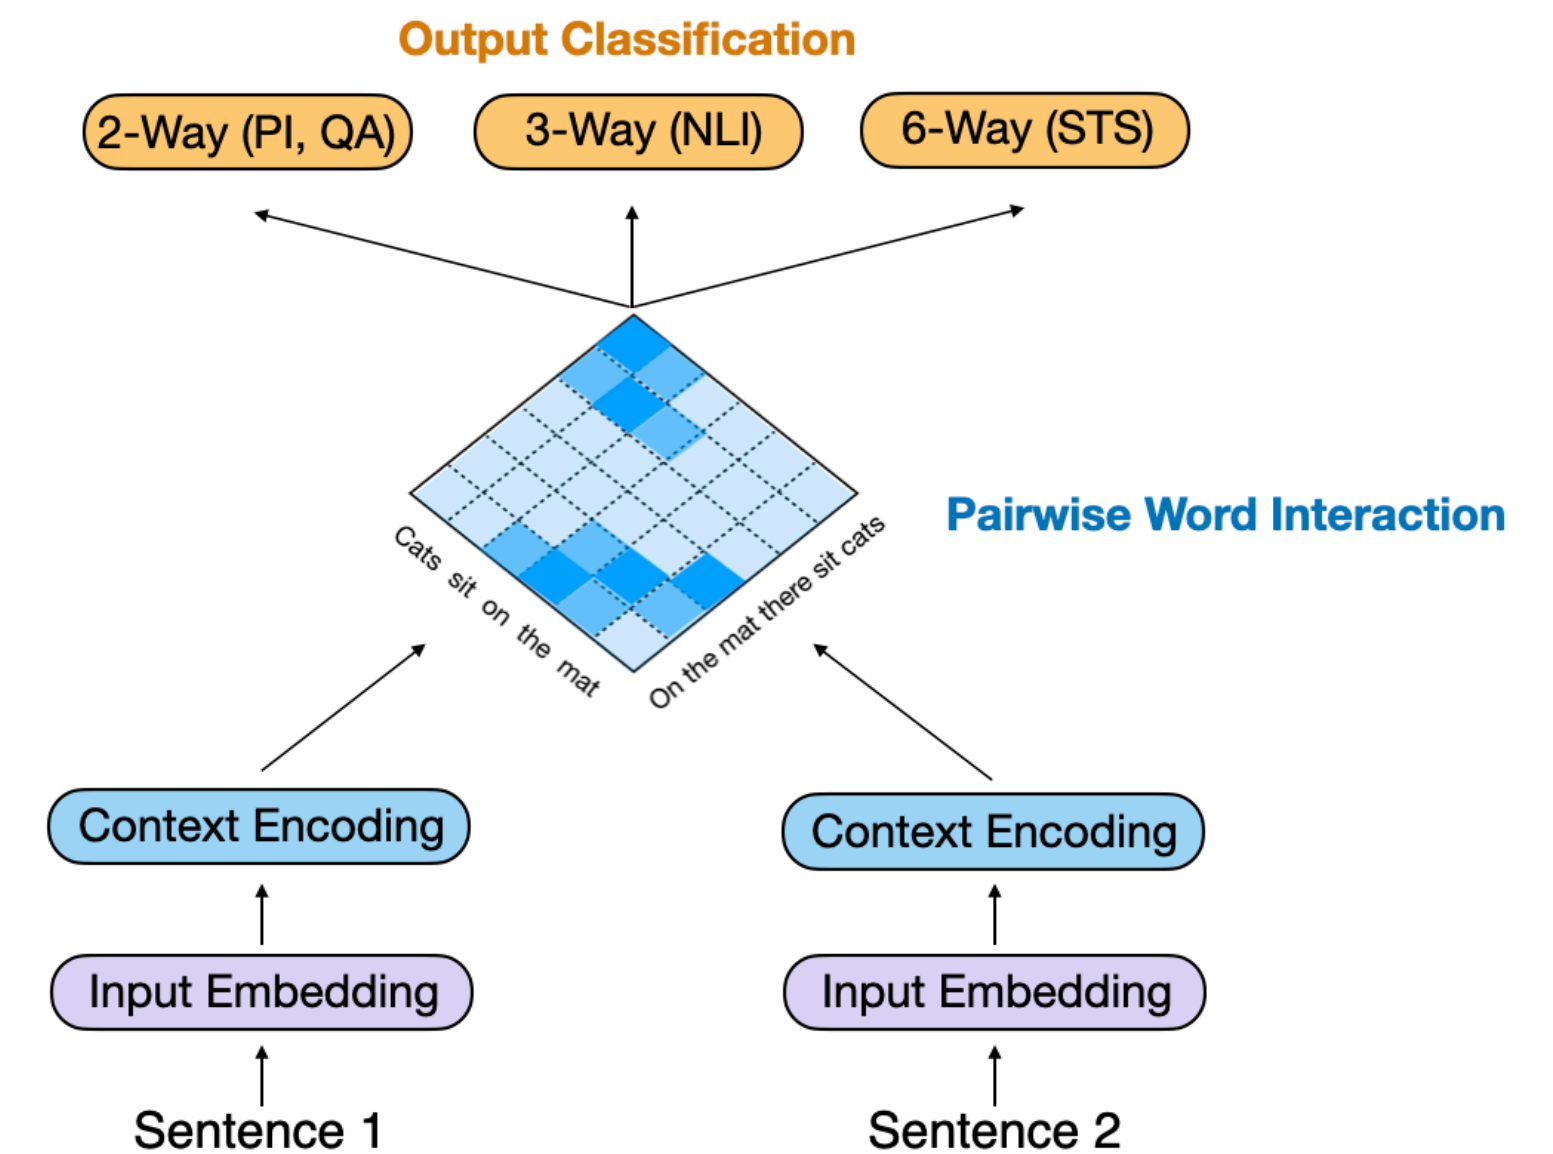 Output Classification
2-Way (PI, QA)
3-Way (NLI)
6-Way (STS)
Cats sit on the mat
On the mat there sit cats
Pairwise Word Interaction
Context Encoding
Context Encoding
Input Embedding
Input Embedding
Sentence 1
Sentence 2